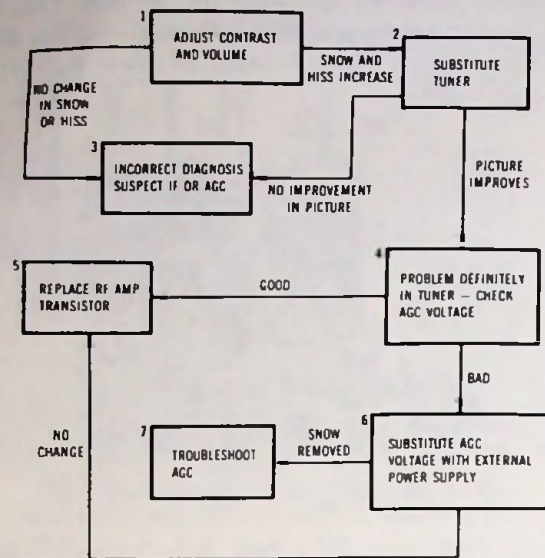 1
ADJUST CONTRAST
AND VOLUME
SNOW AND
HISS INCREASE
2
SUBSTITUTE
TUNER
NO CHANGE
IN SNOW
OR HISS
3
INCORRECT DIAGNOSIS
SUSPECT IF OR AGC
NO IMPROVEMENT
IN PICTURE
PICTURE
IMPROVES
4
PROBLEM DEFINITELY
IN TUNER – CHECK
AGC VOLTAGE
GOOD
5
REPLACE RF AMP
TRANSISTOR
BAD
6
SUBSTITUTE AGC
VOLTAGE WITH EXTERNAL
POWER SUPPLY
SNOW
REMOVED
7
TROUBLESHOOT
AGC
NO
CHANGE